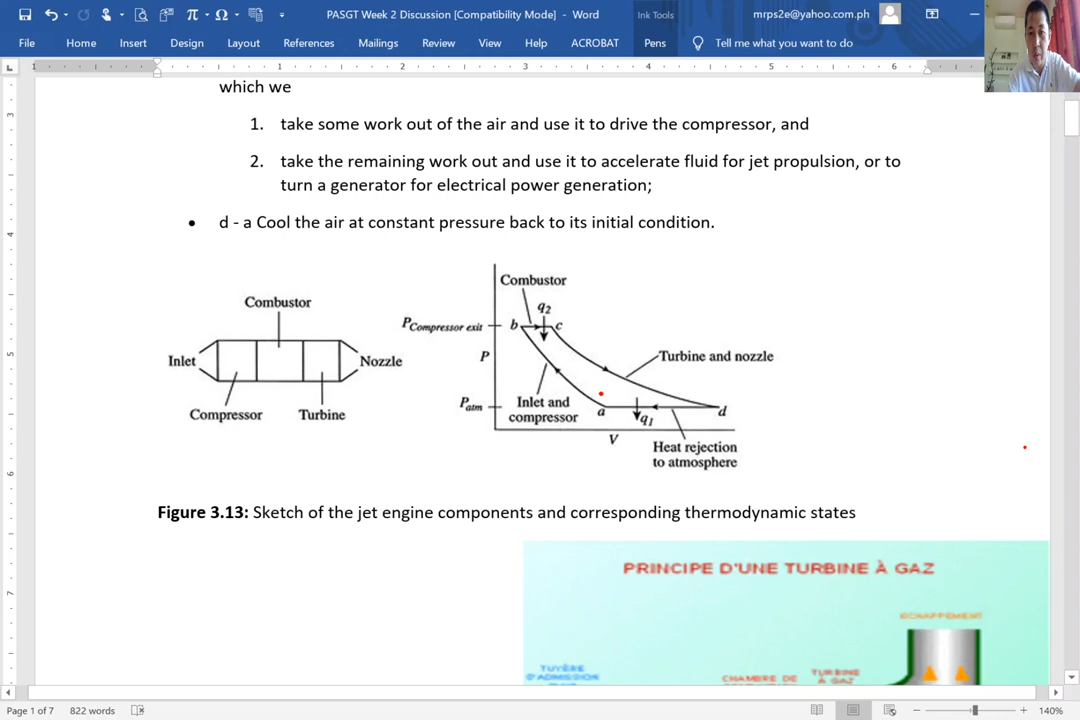 PASGT Week 2 Discussion [Compatibility Mode] - Word
Ink Tools
mrps2e@yahoo.com.ph
File Home Insert Design Layout References Mailings Review View Help ACROBAT Pens Tell me what you want to do
which we
1. take some work out of the air and use it to drive the compressor, and
2. take the remaining work out and use it to accelerate fluid for jet propulsion, or to
turn a generator for electrical power generation;
• d - a Cool the air at constant pressure back to its initial condition.
Combustor
Inlet
Nozzle
Compressor
Turbine
Combustor
q2
PCompressor exit
b
c
P
Turbine and nozzle
Patm
Inlet and
compressor
a
q1
d
V
Heat rejection
to atmosphere
Figure 3.13: Sketch of the jet engine components and corresponding thermodynamic states
PRINCIPE D'UNE TURBINE À GAZ
ECHAPPEMENT
TUYÈRE
D'ADMISSION
CHAMBRE DE
TURBINE
À GAZ
Page 1 of 7 822 words
140%